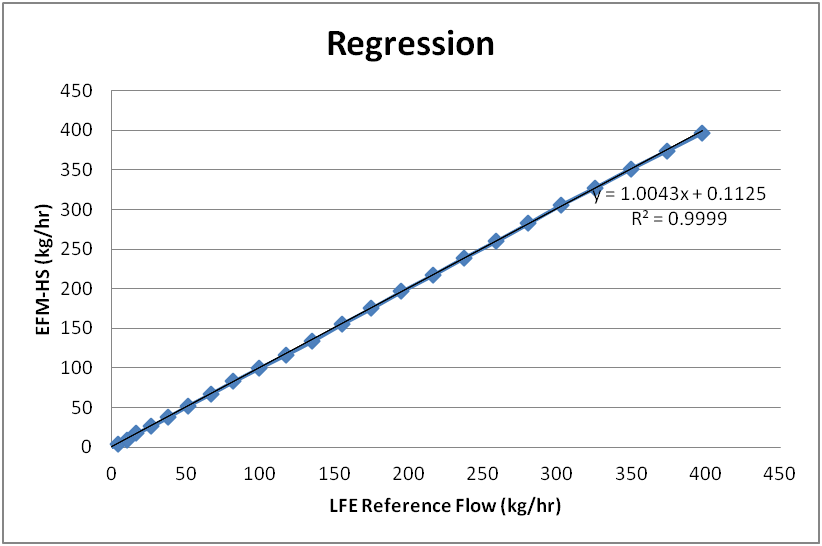 Regression
450
400
350
300
250
200
150
100
50
0
EFM-HS (kg/hr)
y = 1.0043x + 0.1125
R² = 0.9999
0 50 100 150 200 250 300 350 400 450
LFE Reference Flow (kg/hr)